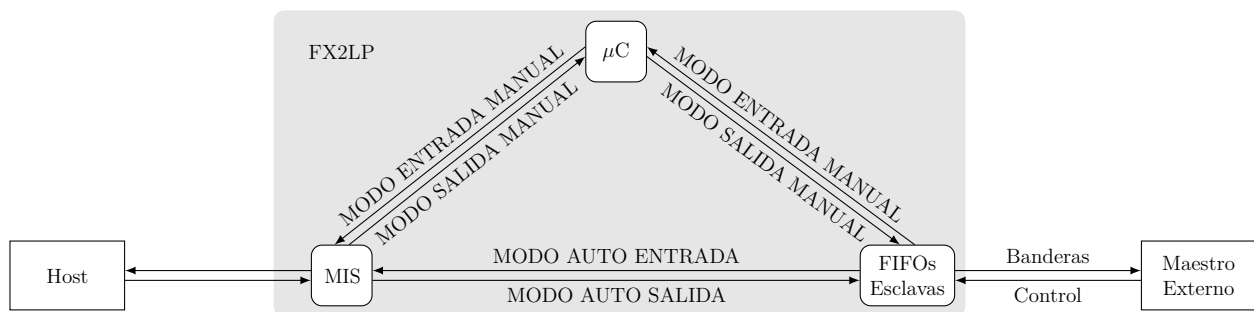 FX2LP
μC
MODO ENTRADA MANUAL
MODO SALIDA MANUAL
MODO ENTRADA MANUAL
MODO SALIDA MANUAL
Host
MIS
MODO AUTO ENTRADA
MODO AUTO SALIDA
FIFOs
Esclavas
Banderas
Control
Maestro
Externo